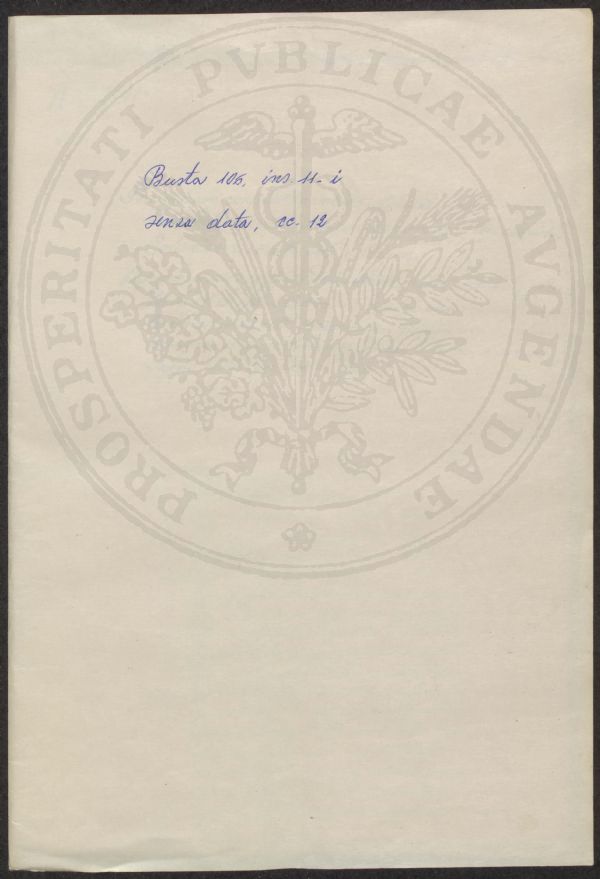 PROSPERITATI PVBLICAE AVGENDAE
Busta 106, ins. 11- i
senza data, cc. 12